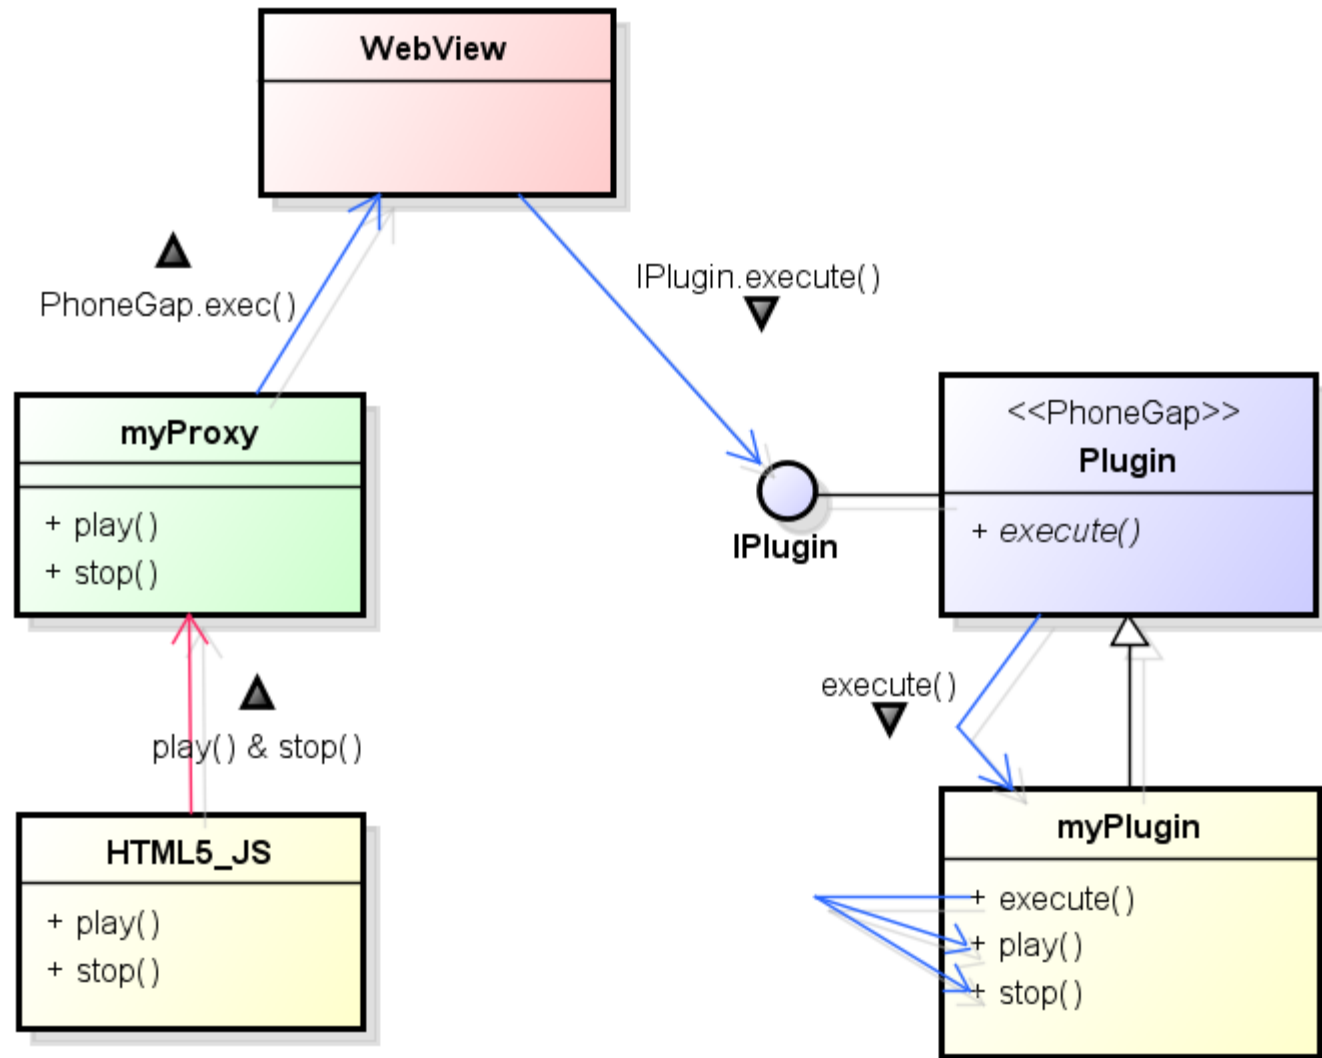 WebView
PhoneGap.exec()
IPlugin.execute()
myProxy
+ play()
+ stop()
<<PhoneGap>>
Plugin
+ execute()
IPlugin
play() & stop()
execute()
HTML5_JS
+ play()
+ stop()
myPlugin
+ execute()
+ play()
+ stop()